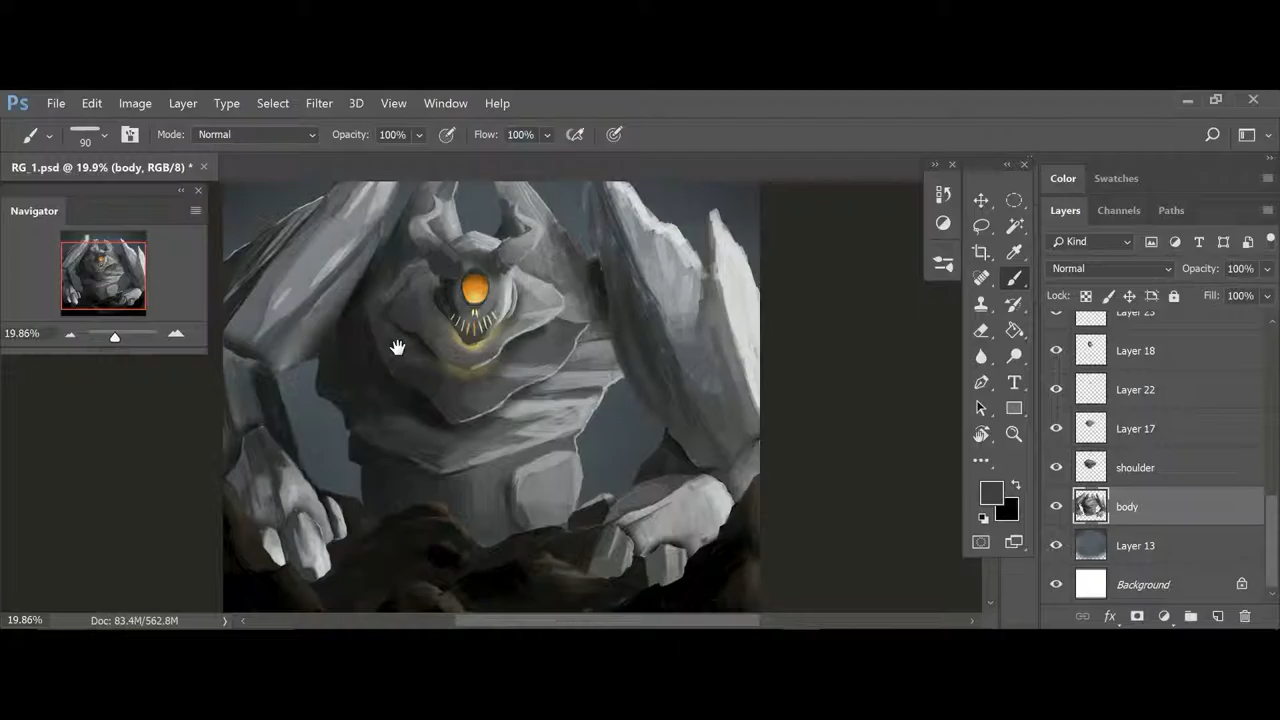 Ps File Edit Image Layer Type Select Filter 3D View Window Help
90 Mode: Normal Opacity: 100% Flow: 100%
RG_1.psd @ 19.9% (body, RGB/8) *
Navigator
19.86%
Color Swatches
Layers Channels Paths
Kind
Normal Opacity: 100%
Lock: Fill: 100%
Layer 18
Layer 22
Layer 17
shoulder
body
Layer 13
Background
fx
19.86% Doc: 83.4M/562.8M